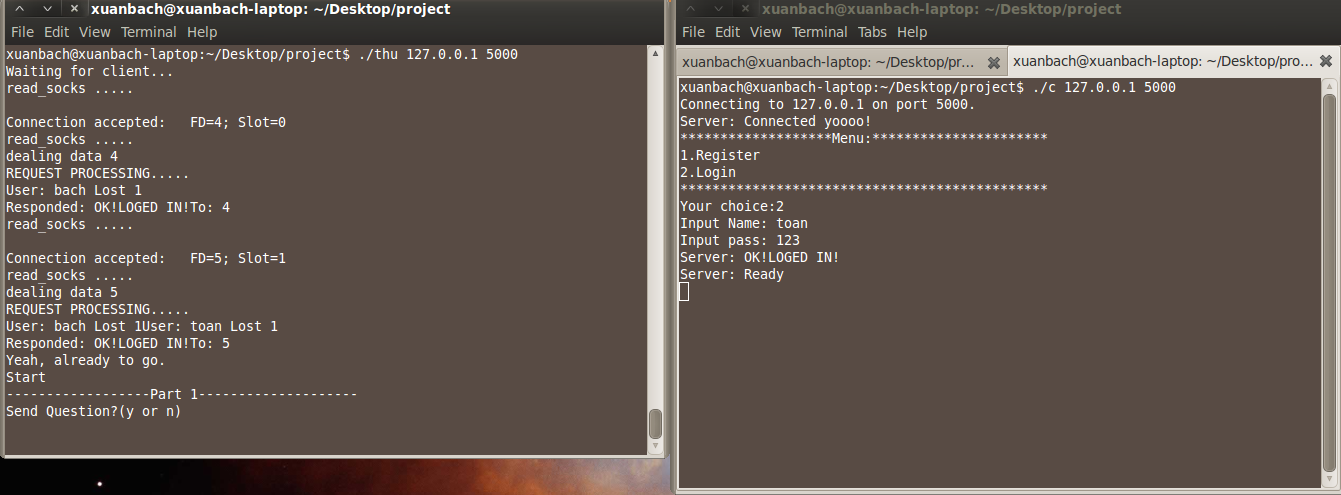 xuanbach@xuanbach-laptop: ~/Desktop/project
File Edit View Terminal Help
xuanbach@xuanbach-laptop:~/Desktop/project$ ./thu 127.0.0.1 5000
Waiting for client...
read_socks .....
Connection accepted:   FD=4; Slot=0
read_socks .....
dealing data 4
REQUEST PROCESSING.....
User: bach Lost 1
Responded: OK!LOGED IN!To: 4
read_socks .....
Connection accepted:   FD=5; Slot=1
read_socks .....
dealing data 5
REQUEST PROCESSING.....
User: bach Lost 1User: toan Lost 1
Responded: OK!LOGED IN!To: 5
Yeah, already to go.
Start
------------------Part 1--------------------
Send Question?(y or n)
xuanbach@xuanbach-laptop: ~/Desktop/project
File Edit View Terminal Tabs Help
xuanbach@xuanbach-laptop: ~/Desktop/pr...
xuanbach@xuanbach-laptop: ~/Desktop/pro...
xuanbach@xuanbach-laptop:~/Desktop/project$ ./c 127.0.0.1 5000
Connecting to 127.0.0.1 on port 5000.
Server: Connected yoooo!
*******************Menu:**********************
1.Register
2.Login
**********************************************
Your choice:2
Input Name: toan
Input pass: 123
Server: OK!LOGED IN!
Server: Ready